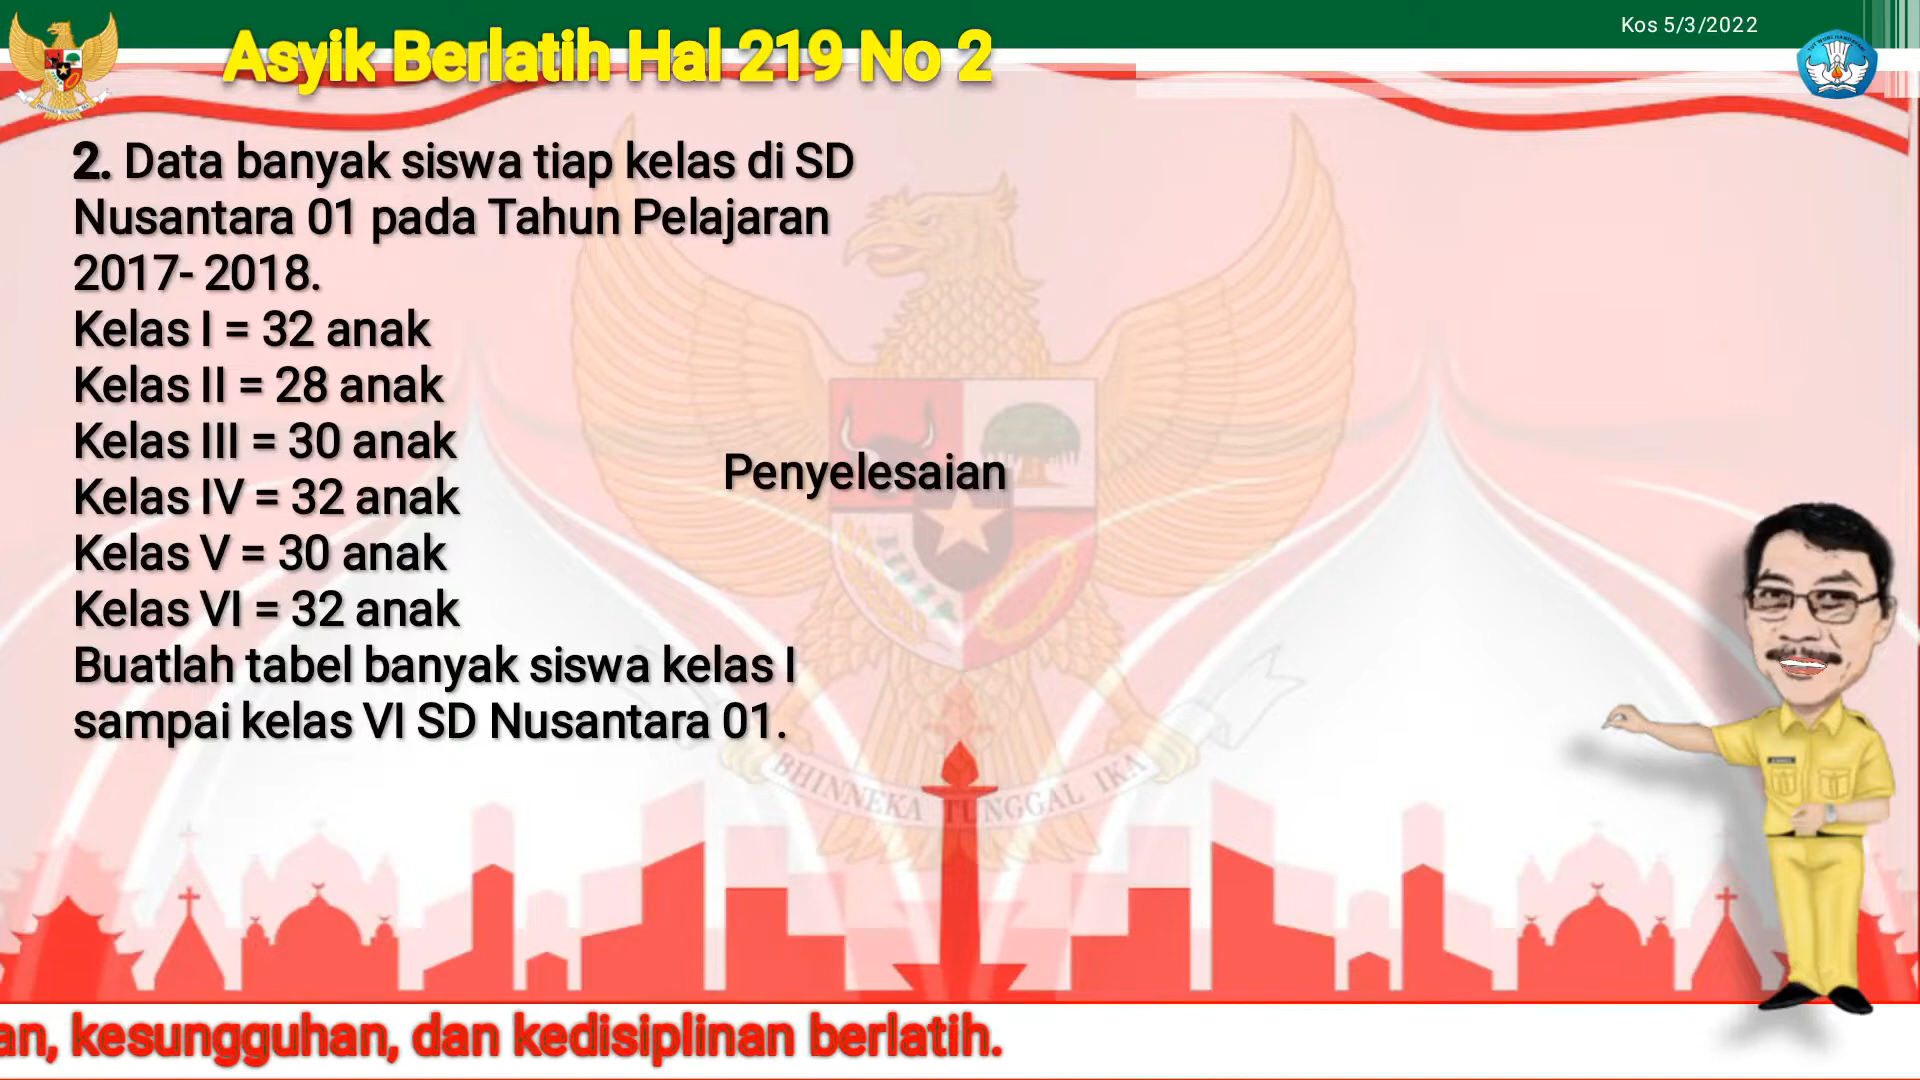 Kos 5/3/2022
Asyik Berlatih Hal 219 No 2
2. Data banyak siswa tiap kelas di SD
Nusantara 01 pada Tahun Pelajaran
2017- 2018.
Kelas I = 32 anak
Kelas II = 28 anak
Kelas III = 30 anak
Kelas IV = 32 anak
Kelas V = 30 anak
Kelas VI = 32 anak
Buatlah tabel banyak siswa kelas I
sampai kelas VI SD Nusantara 01.
Penyelesaian
BHINNEKA TUNGGAL IKA
an, kesungguhan, dan kedisiplinan berlatih.